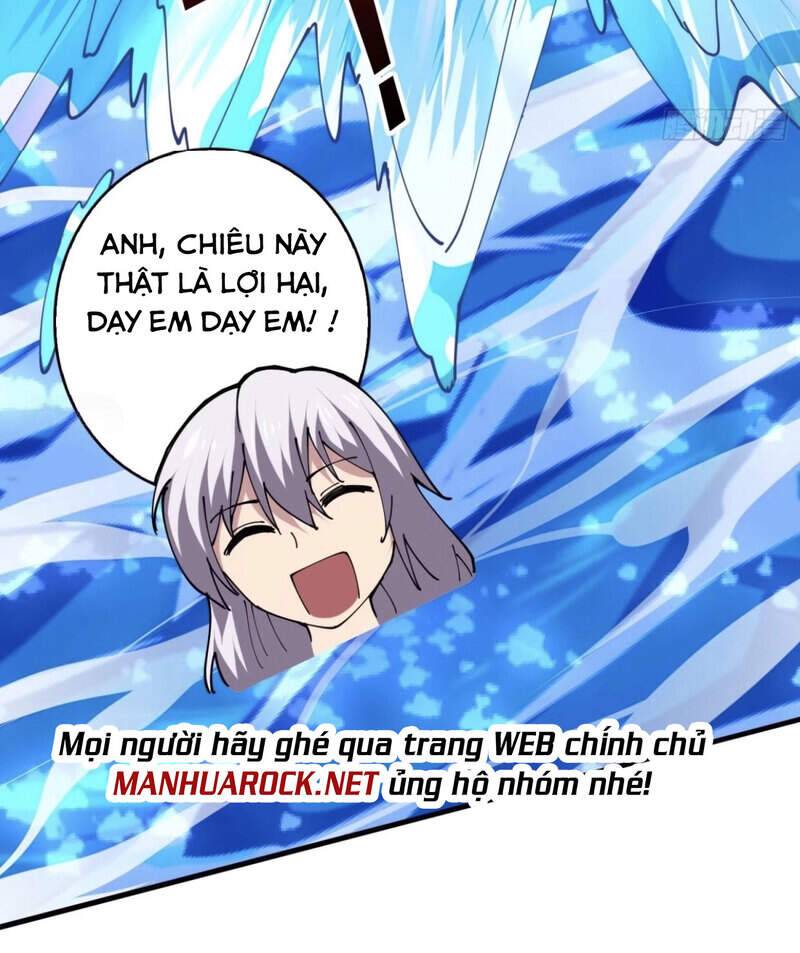 ANH, CHIÊU NÀY
THẬT LÀ LỢI HẠI,
DẠY EM DẠY EM! !
Mọi người hãy ghé qua trang WEB chính chủ
MANHUAROCK.NET ủng hộ nhóm nhé!